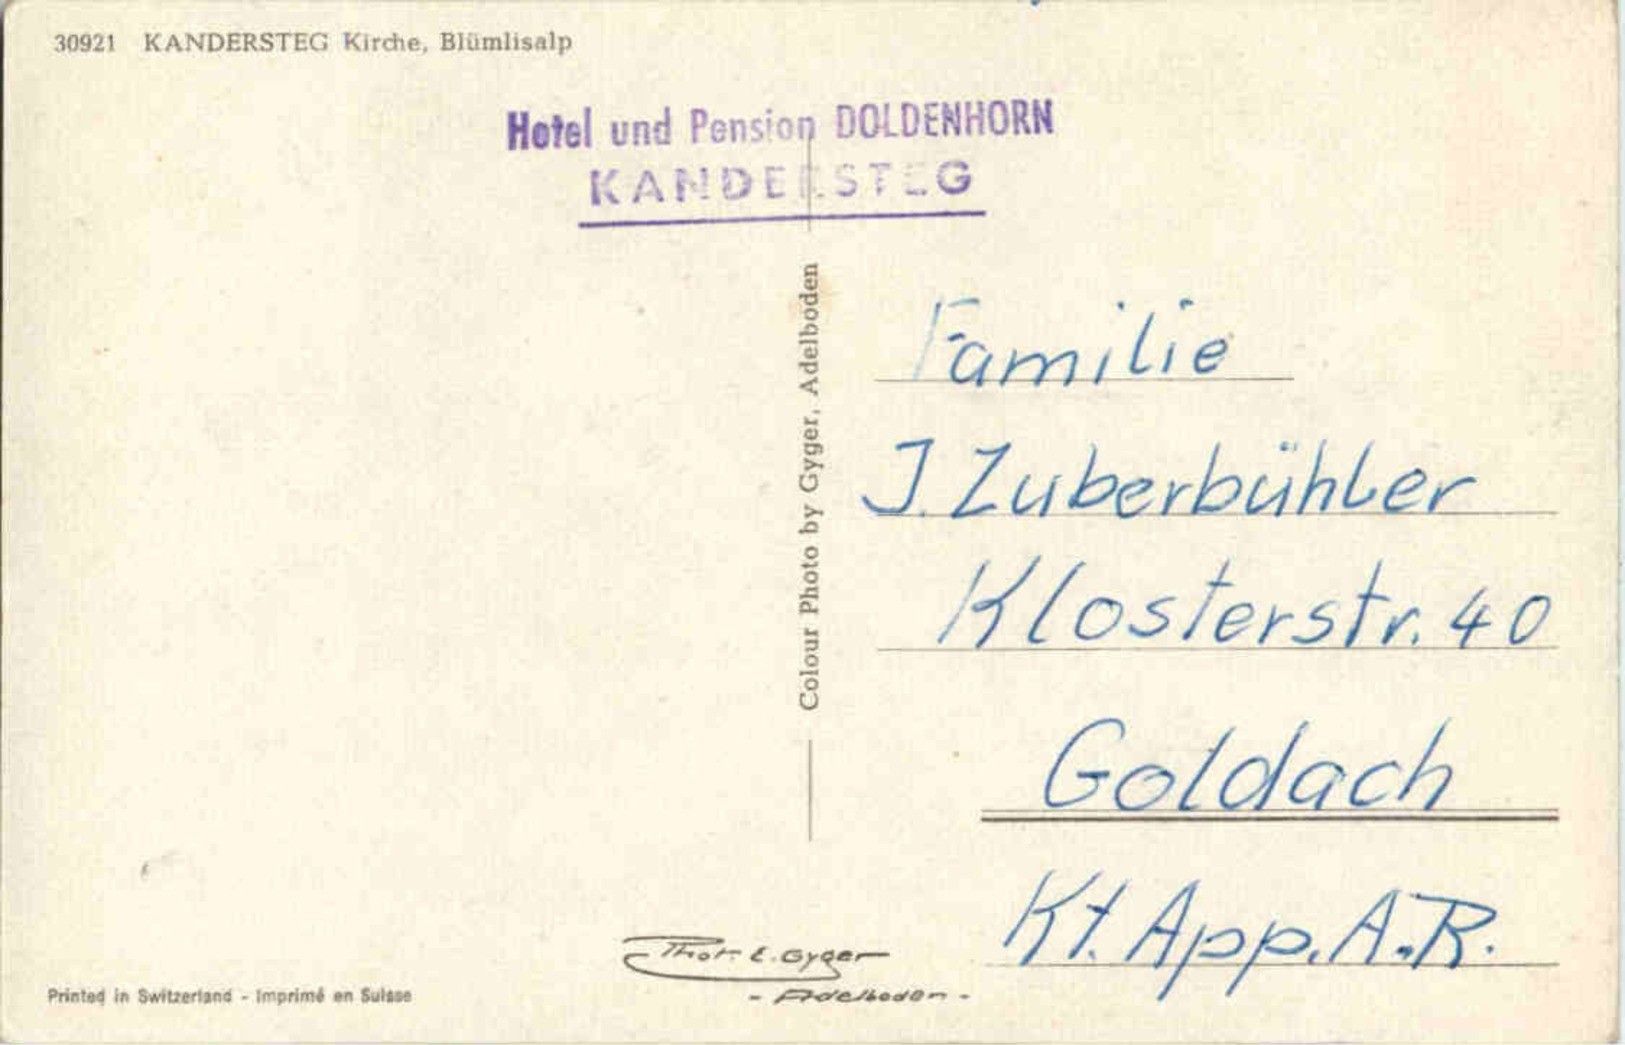 30921 KANDERSTEG Kirche, Blümlisalp
Hotel und Pension DOLDENHORN
KANDERSTEG
Colour Photo by Gyger, Adelboden
Familie
J. Zuberbühler
Klosterstr. 40
Goldach
Kt. App. A.R.
Phot. E. Gyger
- Adelboden -
Printed in Switzerland - Imprimé en Suisse